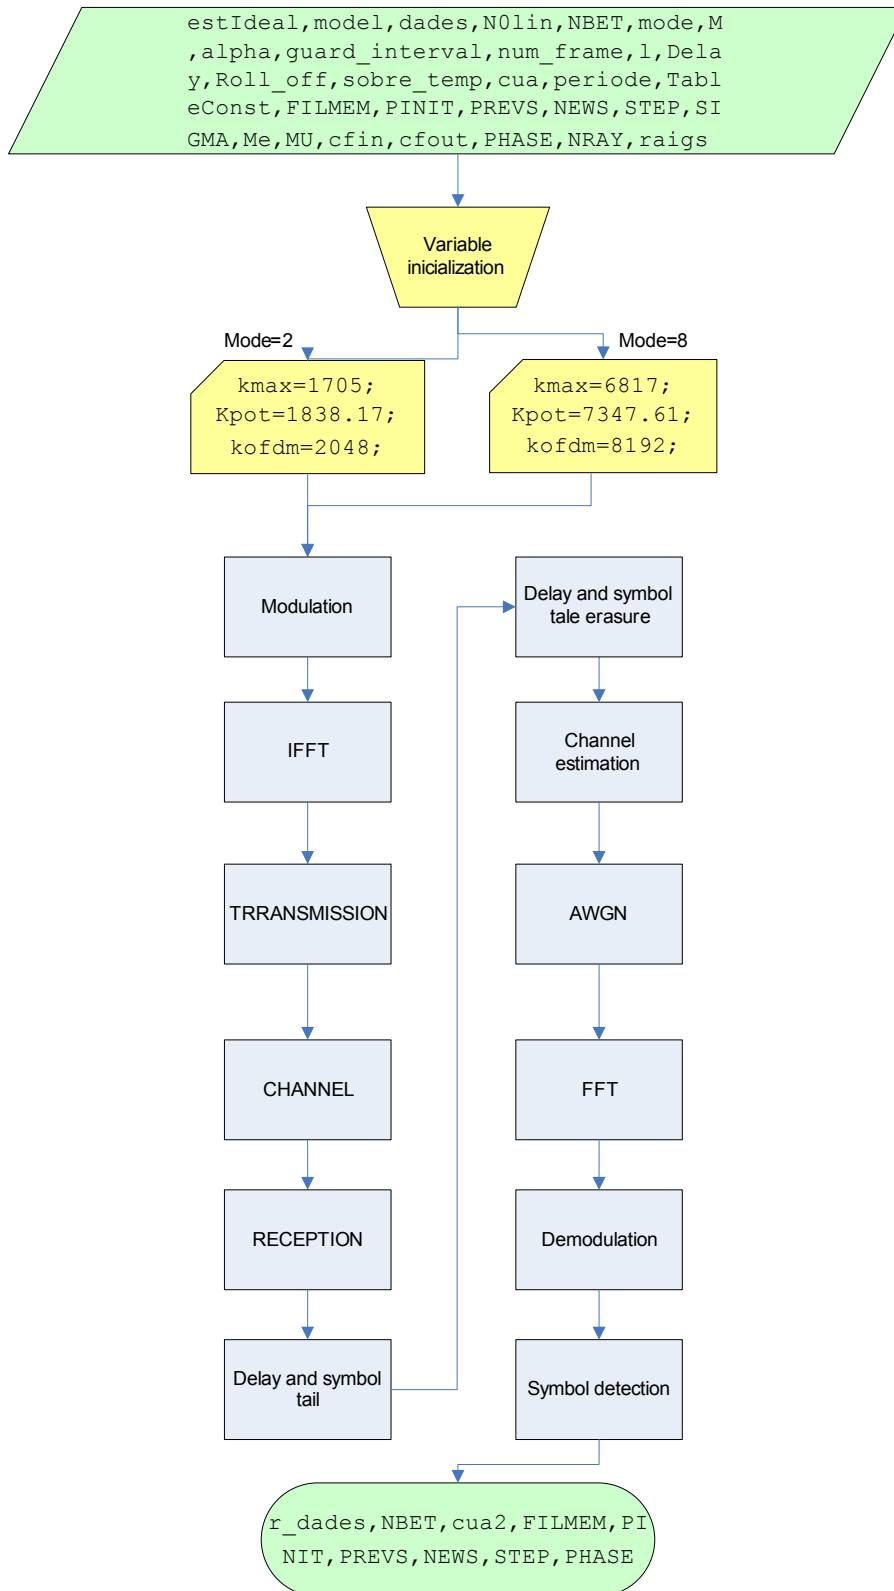 estIdeal,model,dades,N0lin,NBET,mode,M
,alpha,guard_interval,num_frame,l,Dela
y,Roll_off,sobre_temp,cua,periode,Tabl
eConst,FILMEM,PINIT,PREVS,NEWS,STEP,SI
GMA,Me,MU,cfin,cfout,PHASE,NRAY,raigs
Variable
inicialization
Mode=2
Mode=8
kmax=1705;
Kpot=1838.17;
kofdm=2048;
kmax=6817;
Kpot=7347.61;
kofdm=8192;
Modulation
IFFT
TRRANSMISSION
CHANNEL
RECEPTION
Delay and symbol
tail
Delay and symbol
tale erasure
Channel
estimation
AWGN
FFT
Demodulation
Symbol detection
r_dades,NBET,cua2,FILMEM,PI
NIT,PREVS,NEWS,STEP,PHASE